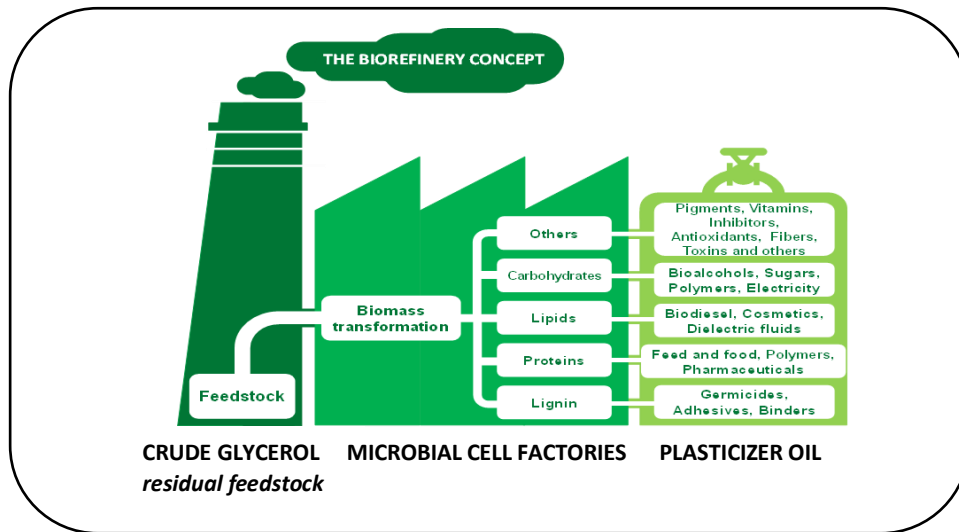 THE BIOREFINERY CONCEPT
Feedstock
Biomass
transformation
Others
Carbohydrates
Lipids
Proteins
Lignin
Pigments, Vitamins,
Inhibitors,
Antioxidants, Fibers,
Toxins and others
Bioalcohols, Sugars,
Polymers, Electricity
Biodiesel, Cosmetics,
Dielectric fluids
Feed and food, Polymers,
Pharmaceuticals
Germicides,
Adhesives, Binders
CRUDE GLYCEROL
residual feedstock
MICROBIAL CELL FACTORIES
PLASTICIZER OIL